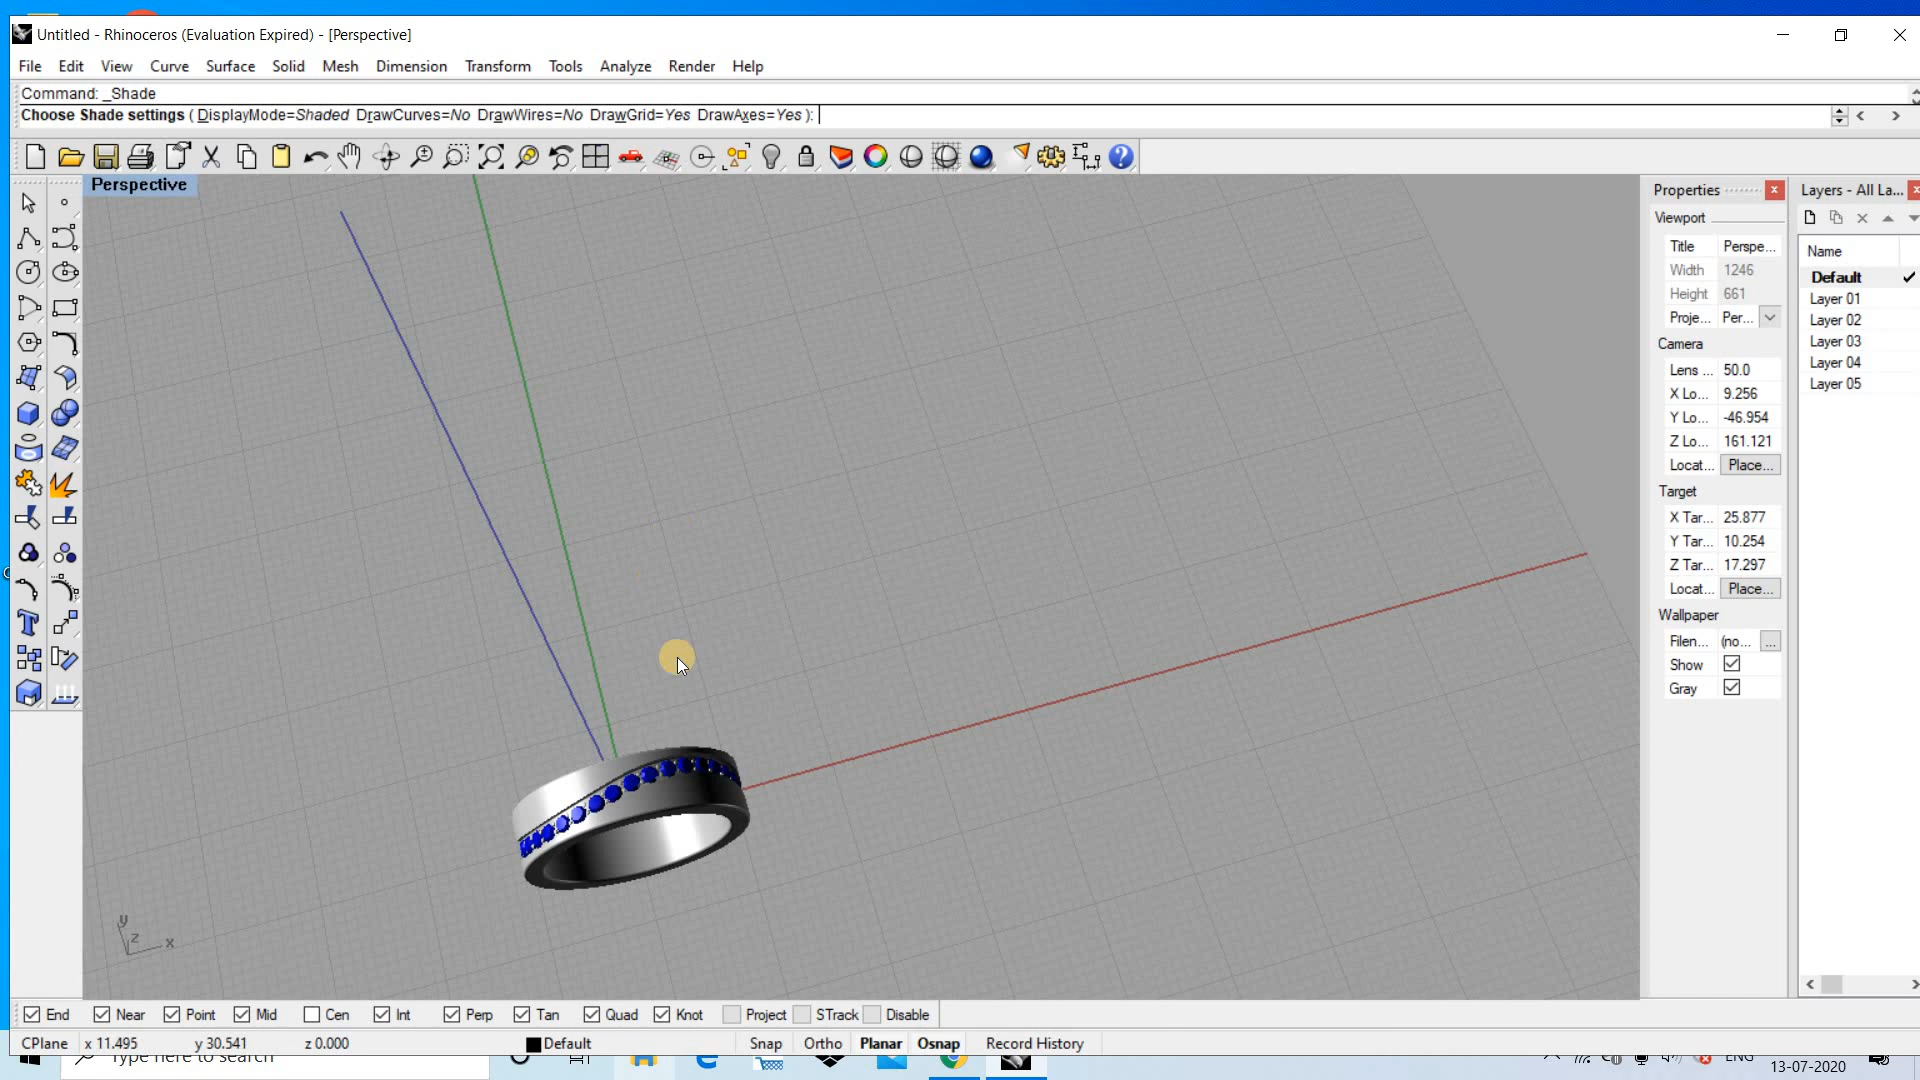 Untitled - Rhinoceros (Evaluation Expired) - [Perspective]
File Edit View Curve Surface Solid Mesh Dimension Transform Tools Analyze Render Help
Command: _Shade
Choose Shade settings ( DisplayMode=Shaded DrawCurves=No DrawWires=No DrawGrid=Yes DrawAxes=Yes ):
Perspective
Properties
Viewport
Title Perspe...
Width 1246
Height 661
Proje... Per...
Camera
Lens ... 50.0
X Lo... 9.256
Y Lo... -46.954
Z Lo... 161.121
Locat... Place...
Target
X Tar... 25.877
Y Tar... 10.254
Z Tar... 17.297
Locat... Place...
Wallpaper
Filen... (no... ...
Show
Gray
Layers - All La...
Name
Default
Layer 01
Layer 02
Layer 03
Layer 04
Layer 05
y
z
x
End Near Point Mid Cen Int Perp Tan Quad Knot Project STrack Disable
CPlane x 11.495 y 30.541 z 0.000 Default Snap Ortho Planar Osnap Record History
Type here to search
ENG
13-07-2020